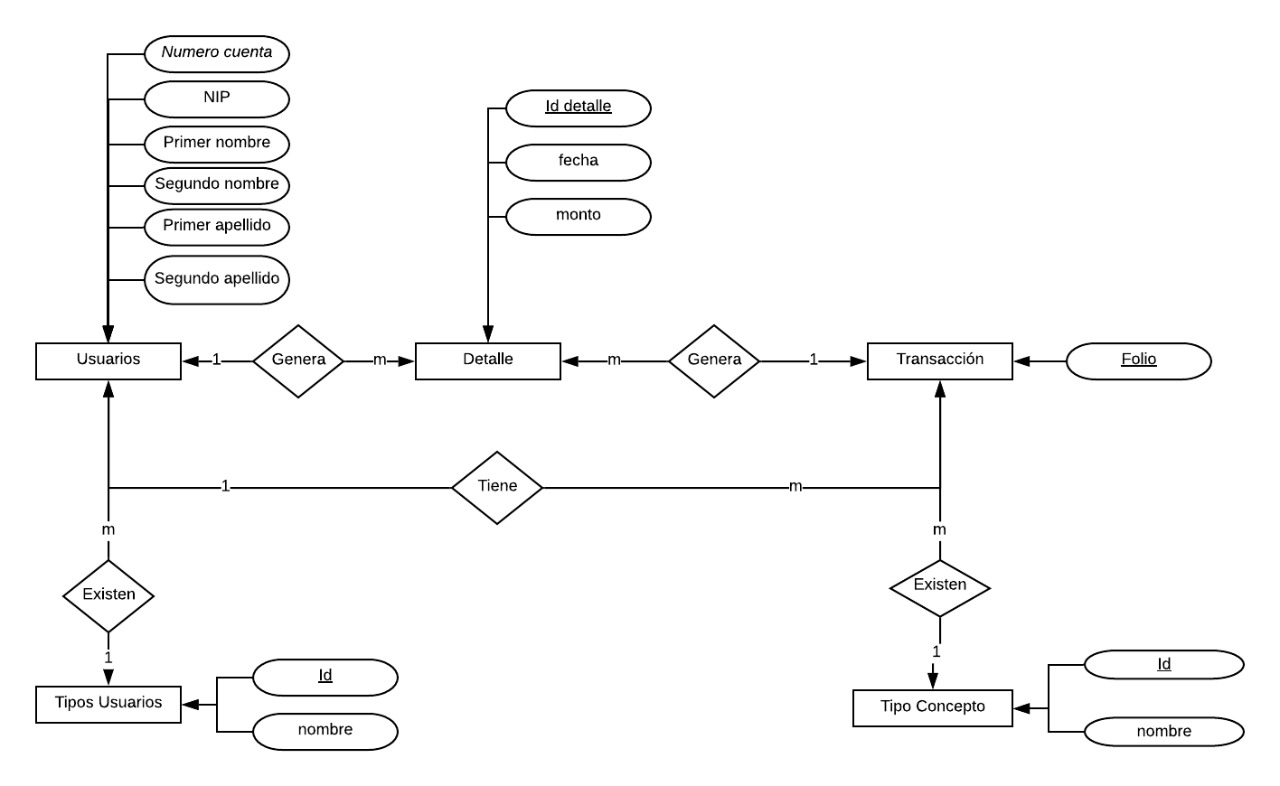 Numero cuenta
NIP
Primer nombre
Segundo nombre
Primer apellido
Segundo apellido
Id detalle
fecha
monto
Usuarios
1
Genera
m
Detalle
m
Genera
1
Transacción
Folio
1
Tiene
m
m
Existen
1
Tipos Usuarios
Id
nombre
m
Existen
1
Tipo Concepto
Id
nombre